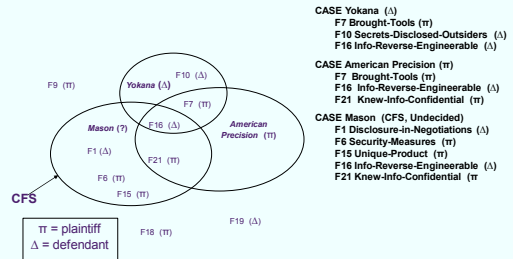 F9 (π)
Yokana (Δ)
F10 (Δ)
F7 (π)
Mason (?)
F16 (Δ)
American
Precision (π)
F1 (Δ)
F21 (π)
F6 (π)
F15 (π)
CFS
F19 (Δ)
F18 (π)
π = plaintiff
Δ = defendant
CASE Yokana (Δ)
F7 Brought-Tools (π)
F10 Secrets-Disclosed-Outsiders (Δ)
F16 Info-Reverse-Engineerable (Δ)
CASE American Precision (π)
F7 Brought-Tools (π)
F16 Info-Reverse-Engineerable (Δ)
F21 Knew-Info-Confidential (π
CASE Mason (CFS, Undecided)
F1 Disclosure-in-Negotiations (Δ)
F6 Security-Measures (π)
F15 Unique-Product (π)
F16 Info-Reverse-Engineerable (Δ)
F21 Knew-Info-Confidential (π